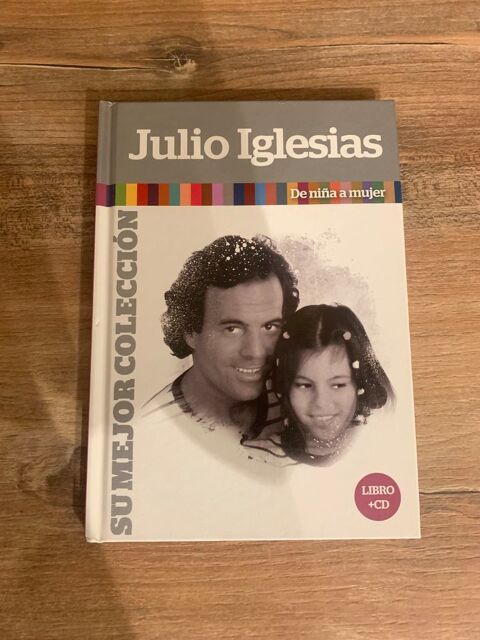 Julio Iglesias
De niña a mujer
SU MEJOR COLECCIÓN
LIBRO
+CD